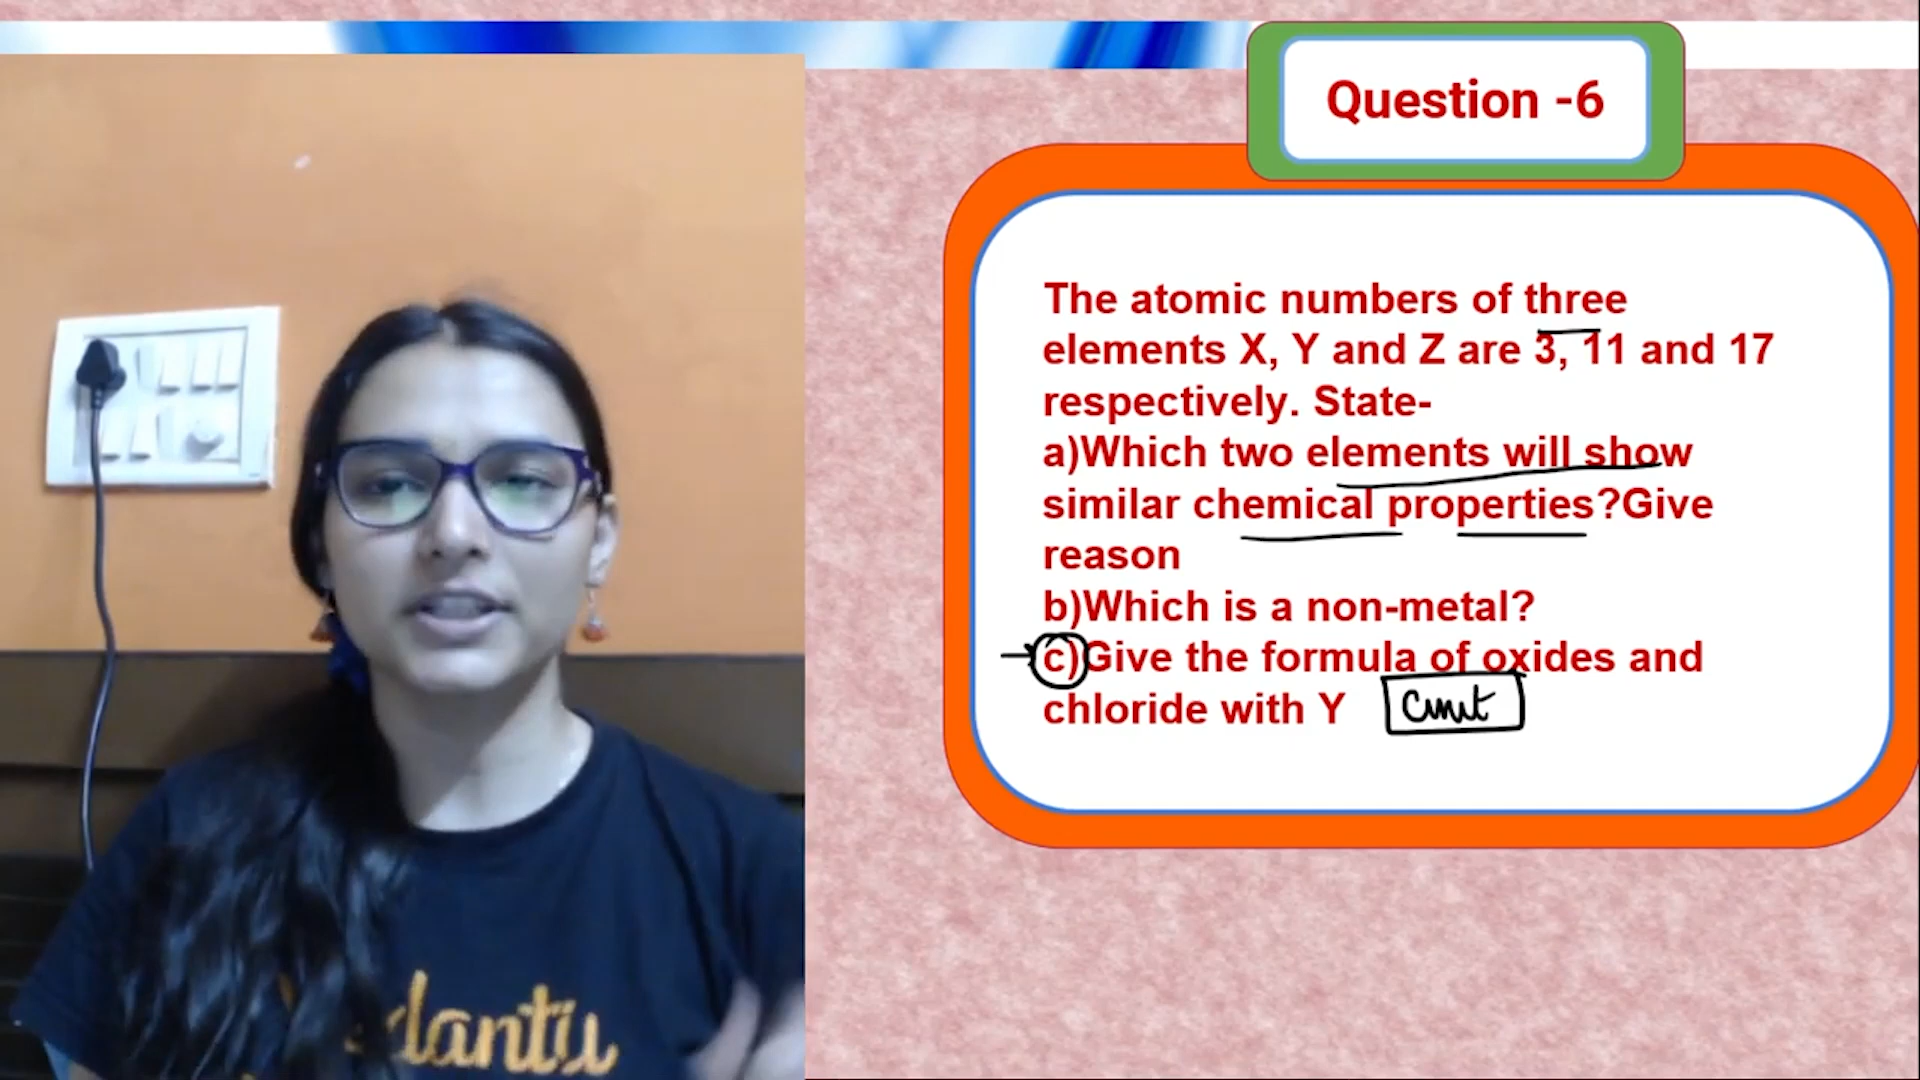 Question -6
The atomic numbers of three
elements X, Y and Z are 3, 11 and 17
respectively. State-
a)Which two elements will show
similar chemical properties?Give
reason
b)Which is a non-metal?
c)Give the formula of oxides and
chloride with Y
dantu